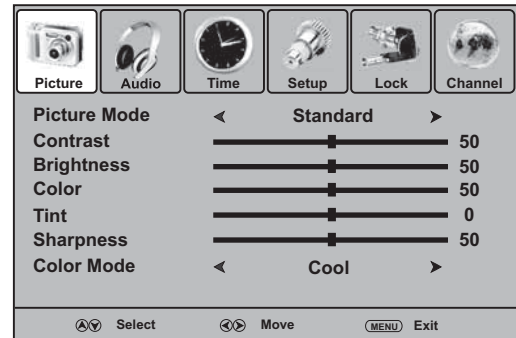 Picture Audio Time Setup Lock Channel
Picture Mode Standard
Contrast 50
Brightness 50
Color 50
Tint 0
Sharpness 50
Color Mode Cool
Select Move MENU Exit